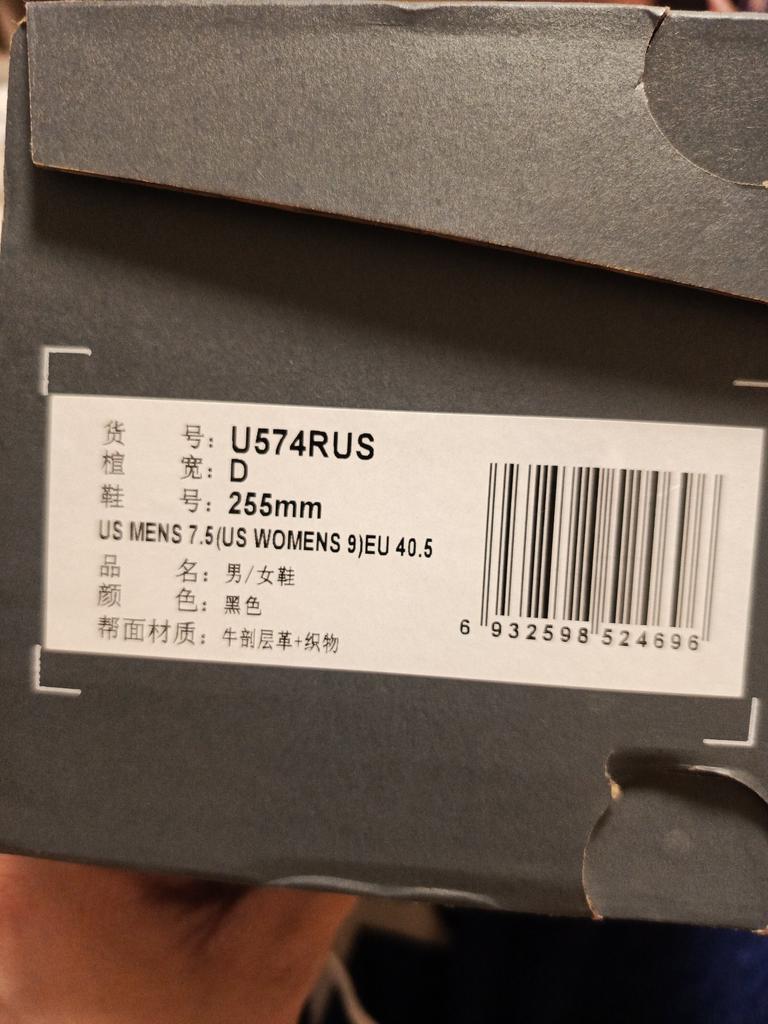 货 号: U574RUS
楦 宽: D
鞋 号: 255mm
US MENS 7.5(US WOMENS 9)EU 40.5
品 名: 男/女鞋
颜 色: 黑色
帮面材质: 牛剖层革+织物
6 932598 524696